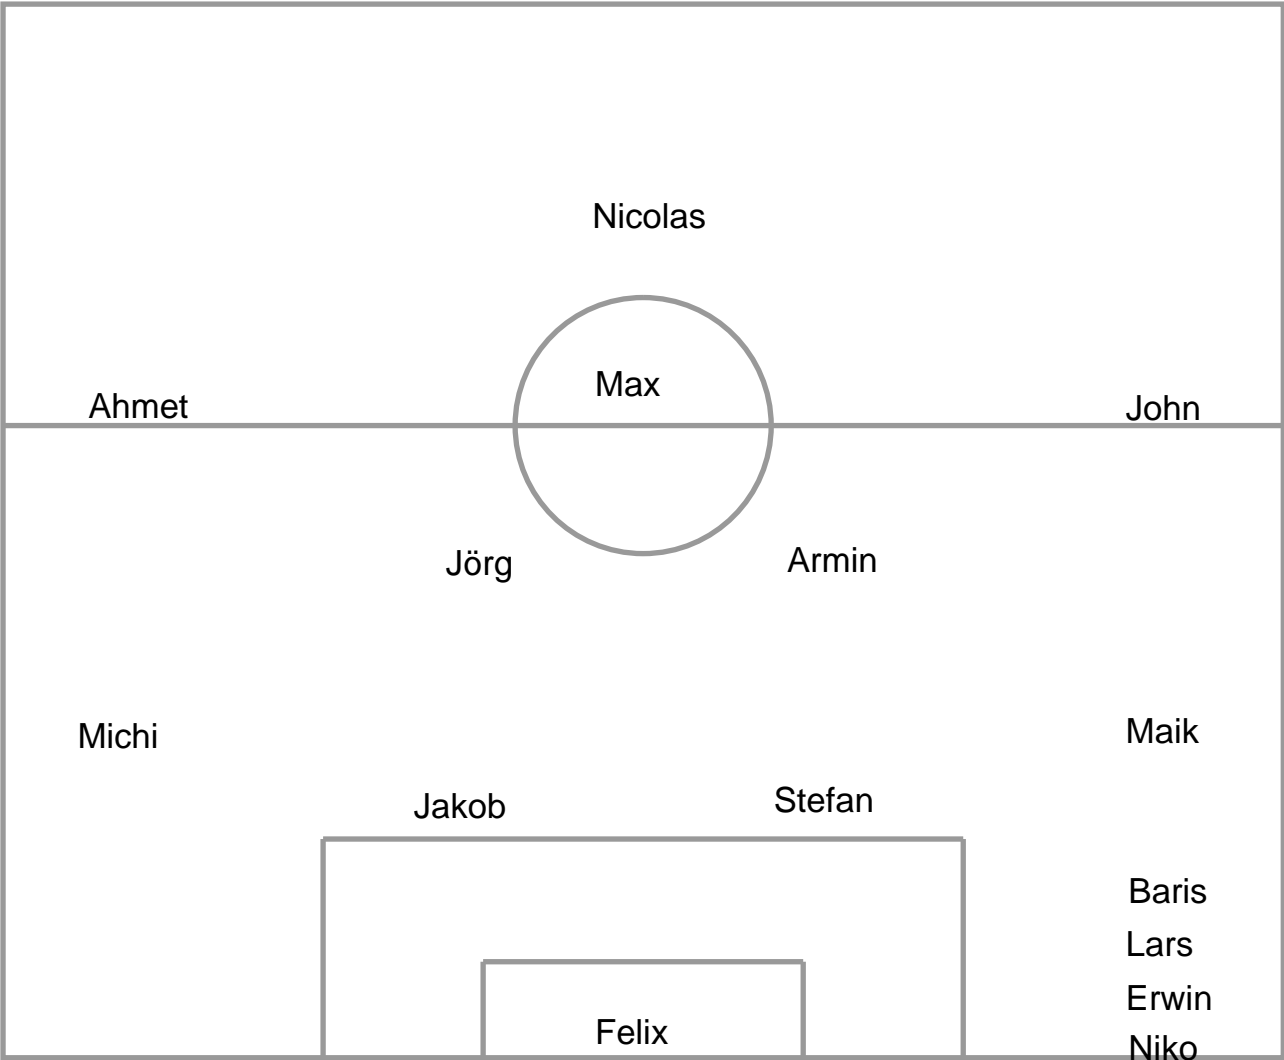 Nicolas
Max
Ahmet
John
Jörg
Armin
Michi
Maik
Jakob
Stefan
Baris
Lars
Erwin
Felix
Niko